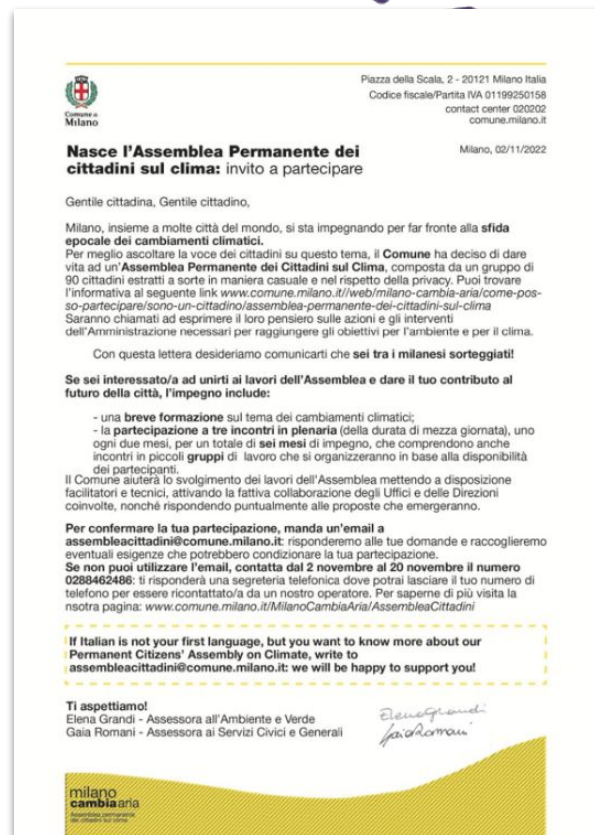 Piazza della Scala, 2 - 20121 Milano Italia
Codice fiscale/Partita IVA 01199250158
contact center 020202
comune.milano.it
Comune di
Milano
Nasce l'Assemblea Permanente dei
cittadini sul clima: invito a partecipare
Milano, 02/11/2022
Gentile cittadina, Gentile cittadino,
Milano, insieme a molte città del mondo, si sta impegnando per far fronte alla sfida
epocale dei cambiamenti climatici.
Per meglio ascoltare la voce dei cittadini su questo tema, il Comune ha deciso di dare
vita ad un'Assemblea Permanente dei Cittadini sul Clima, composta da un gruppo di
90 cittadini estratti a sorte in maniera casuale e nel rispetto della privacy. Puoi trovare
l'informativa al seguente link www.comune.milano.it//web/milano-cambia-aria/come-pos-
so-partecipare/sono-un-cittadino/assemblea-permanente-dei-cittadini-sul-clima
Saranno chiamati ad esprimere il loro pensiero sulle azioni e gli interventi
dell'Amministrazione necessari per raggiungere gli obiettivi per l'ambiente e per il clima.
Con questa lettera desideriamo comunicarti che sei tra i milanesi sorteggiati!
Se sei interessato/a ad unirti ai lavori dell'Assemblea e dare il tuo contributo al
futuro della città, l'impegno include:
- una breve formazione sul tema dei cambiamenti climatici;
- la partecipazione a tre incontri in plenaria (della durata di mezza giornata), uno
ogni due mesi, per un totale di sei mesi di impegno, che comprendono anche
incontri in piccoli gruppi di lavoro che si organizzeranno in base alla disponibilità
dei partecipanti.
Il Comune aiuterà lo svolgimento dei lavori dell'Assemblea mettendo a disposizione
facilitatori e tecnici, attivando la fattiva collaborazione degli Uffici e delle Direzioni
coinvolte, nonché rispondendo puntualmente alle proposte che emergeranno.
Per confermare la tua partecipazione, manda un'email a
assembleacittadini@comune.milano.it: risponderemo alle tue domande e raccoglieremo
eventuali esigenze che potrebbero condizionare la tua partecipazione.
Se non puoi utilizzare l'email, contatta dal 2 novembre al 20 novembre il numero
0288462486: ti risponderà una segreteria telefonica dove potrai lasciare il tuo numero di
telefono per essere ricontattato/a da un nostro operatore. Per saperne di più visita la
nsotra pagina: www.comune.milano.it/MilanoCambiaAria/AssembleaCittadini
If Italian is not your first language, but you want to know more about our
Permanent Citizens' Assembly on Climate, write to
assembleacittadini@comune.milano.it: we will be happy to support you!
Ti aspettiamo!
Elena Grandi - Assessora all'Ambiente e Verde
Gaia Romani - Assessora ai Servizi Civici e Generali
Elena Grandi
Gaia Romani
milano
cambiaaria
Assemblea permanente
dei cittadini sul clima